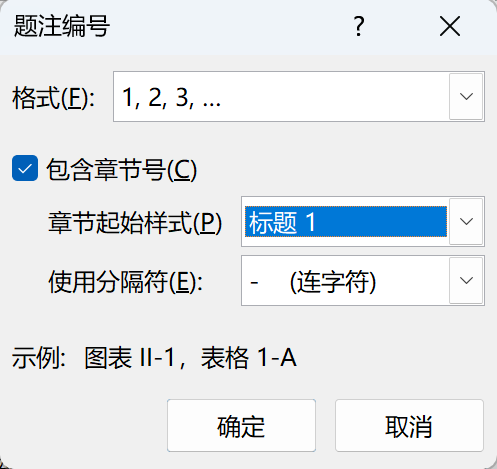 题注编号 ?
格式(F): 1, 2, 3, ...
包含章节号(C)
章节起始样式(P) 标题 1
使用分隔符(E): - (连字符)
示例: 图表 II-1，表格 1-A
确定 取消